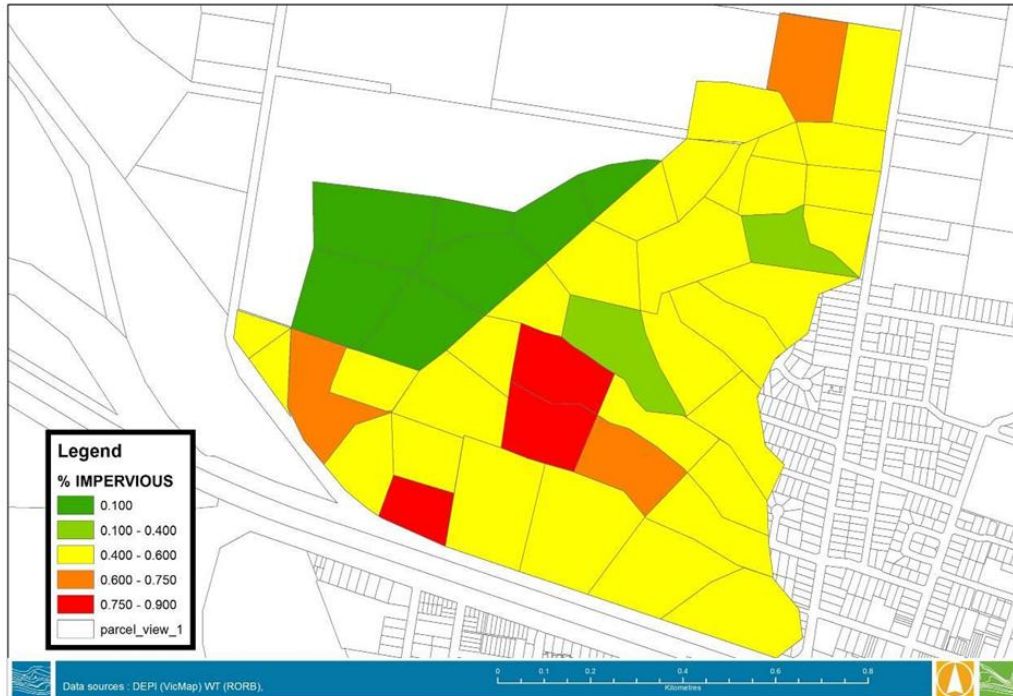 Legend
% IMPERVIOUS
0.100
0.100 - 0.400
0.400 - 0.600
0.600 - 0.750
0.750 - 0.900
parcel_view_1
Data sources : DEPI (VicMap) WT (RORB),
0 0.1 0.2 0.4 0.6 0.8
Kilometres